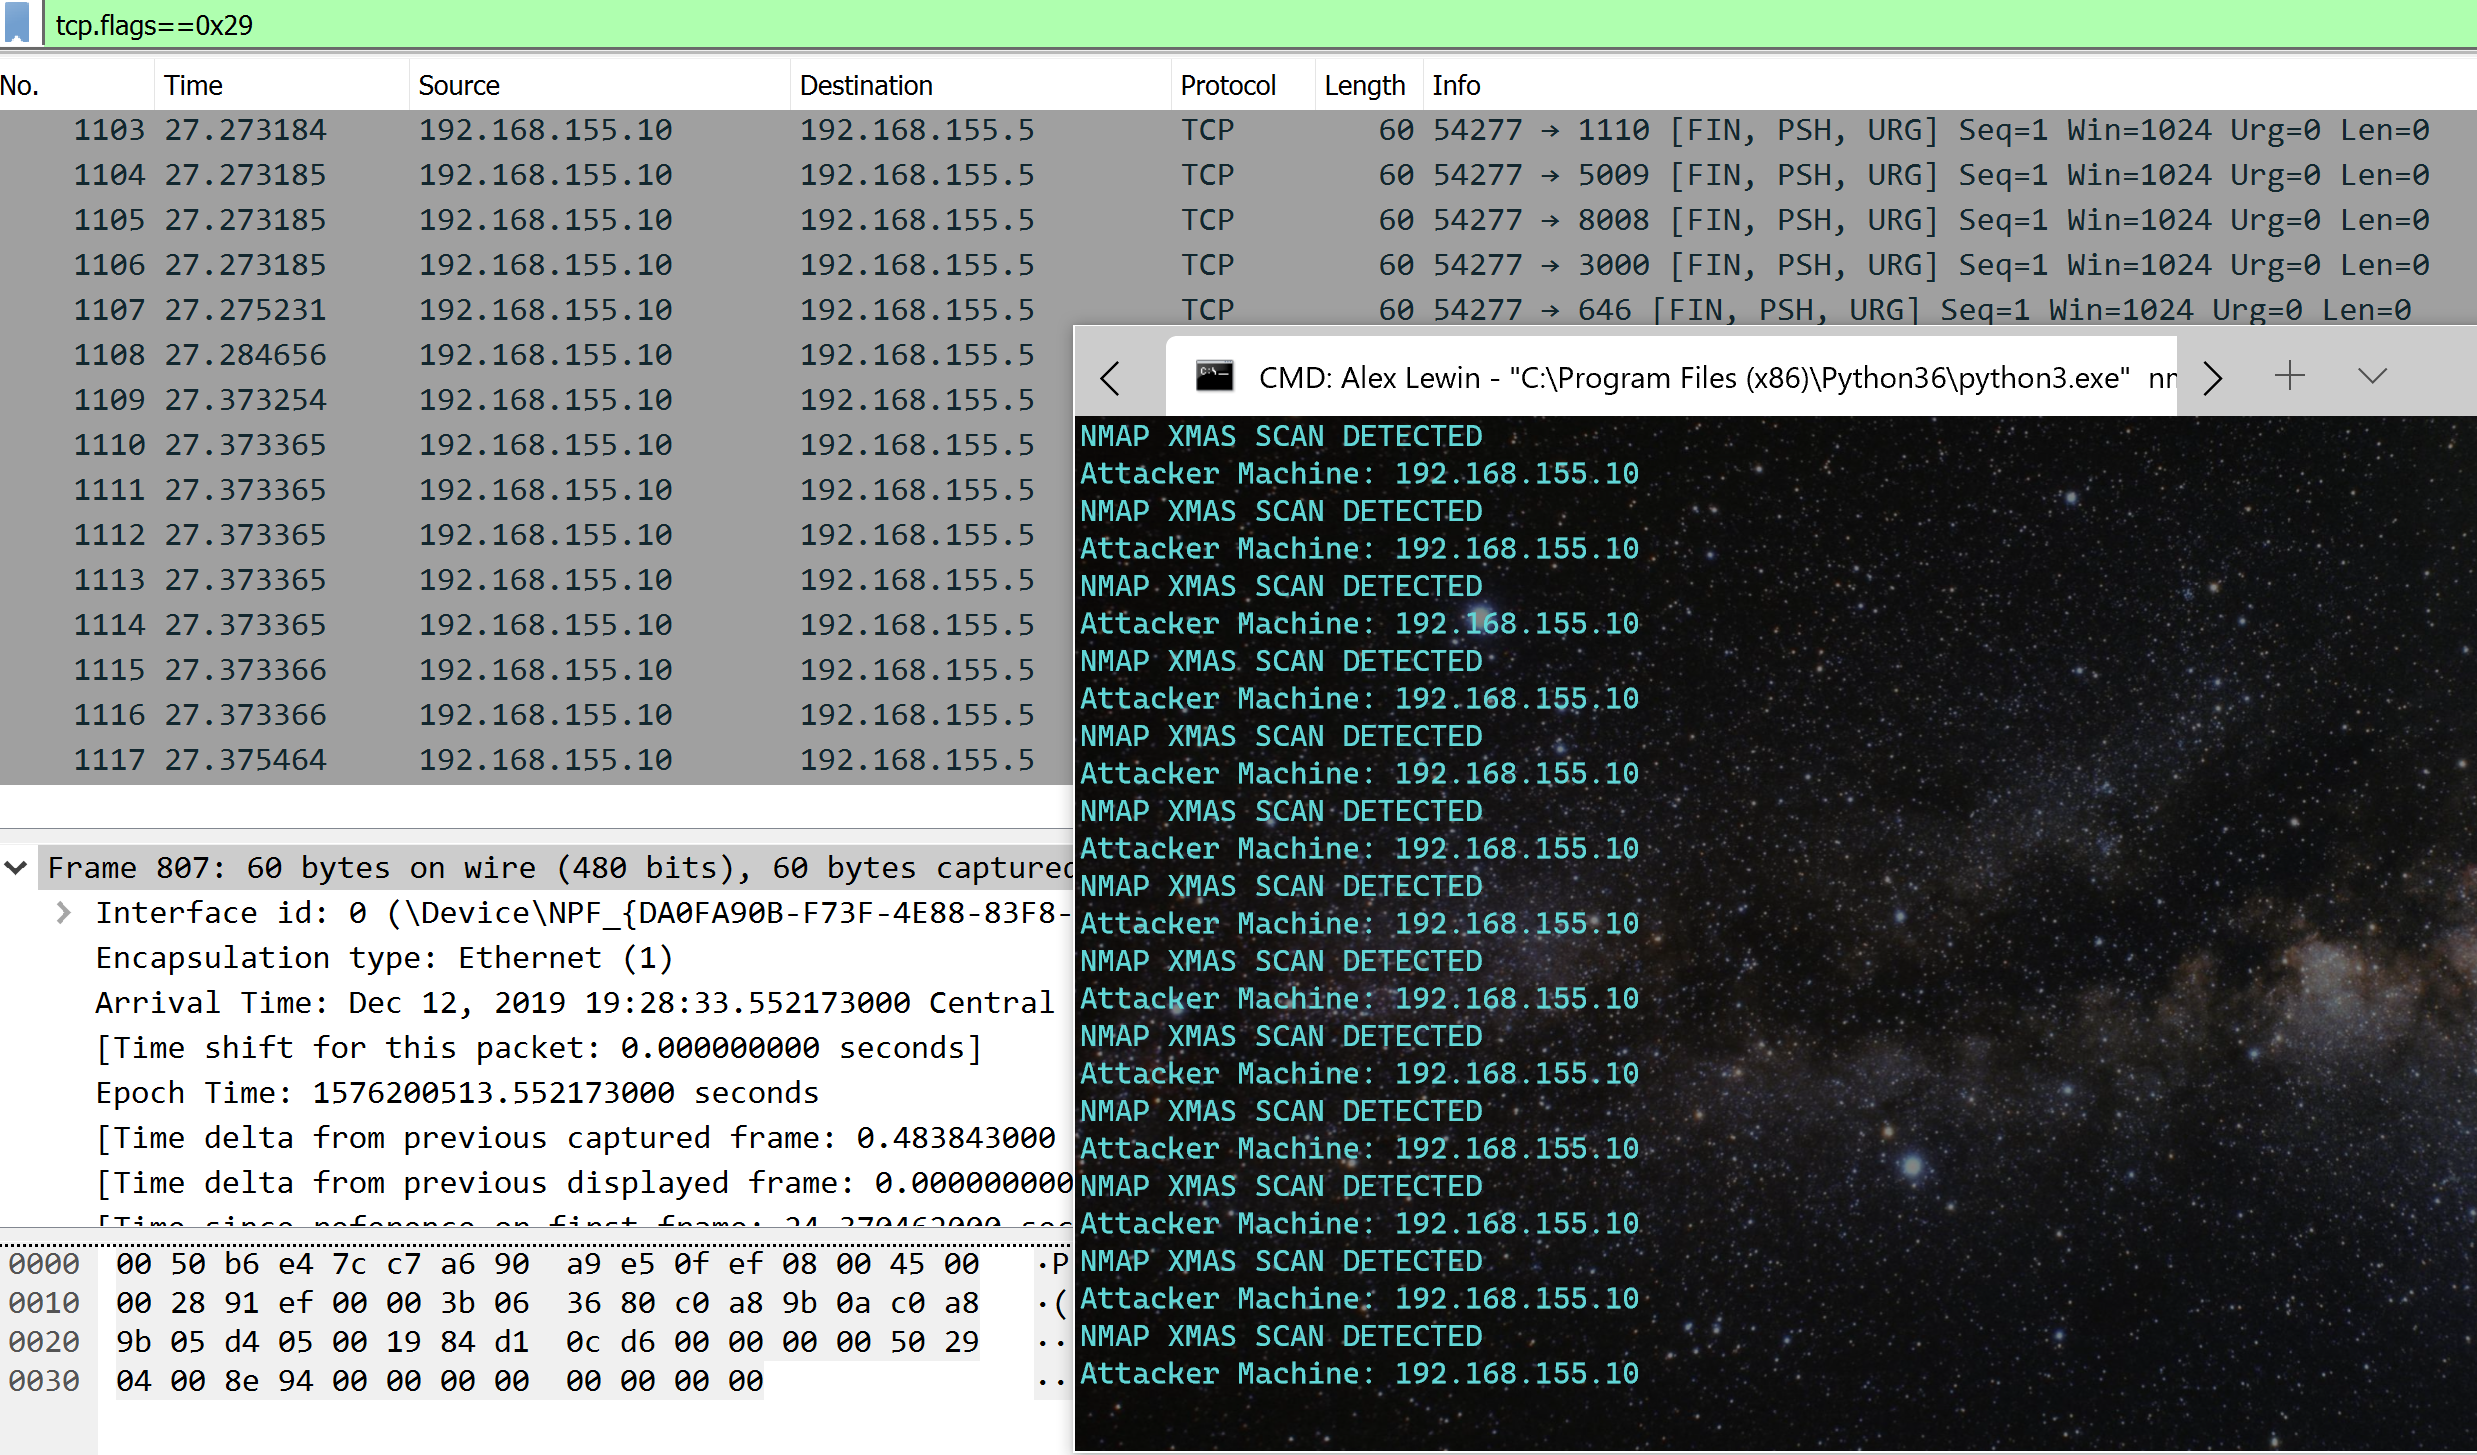 tcp.flags==0x29
No. Time Source Destination Protocol Length Info
1103 27.273184 192.168.155.10 192.168.155.5 TCP 60 54277 → 1110 [FIN, PSH, URG] Seq=1 Win=1024 Urg=0 Len=0
1104 27.273185 192.168.155.10 192.168.155.5 TCP 60 54277 → 5009 [FIN, PSH, URG] Seq=1 Win=1024 Urg=0 Len=0
1105 27.273185 192.168.155.10 192.168.155.5 TCP 60 54277 → 8008 [FIN, PSH, URG] Seq=1 Win=1024 Urg=0 Len=0
1106 27.273185 192.168.155.10 192.168.155.5 TCP 60 54277 → 3000 [FIN, PSH, URG] Seq=1 Win=1024 Urg=0 Len=0
1107 27.275231 192.168.155.10 192.168.155.5 TCP 60 54277 → 646 [FIN, PSH, URG] Seq=1 Win=1024 Urg=0 Len=0
1108 27.284656 192.168.155.10 192.168.155.5
1109 27.373254 192.168.155.10 192.168.155.5
1110 27.373365 192.168.155.10 192.168.155.5
1111 27.373365 192.168.155.10 192.168.155.5
1112 27.373365 192.168.155.10 192.168.155.5
1113 27.373365 192.168.155.10 192.168.155.5
1114 27.373365 192.168.155.10 192.168.155.5
1115 27.373366 192.168.155.10 192.168.155.5
1116 27.373366 192.168.155.10 192.168.155.5
1117 27.375464 192.168.155.10 192.168.155.5
Frame 807: 60 bytes on wire (480 bits), 60 bytes captured
Interface id: 0 (\Device\NPF_{DA0FA90B-F73F-4E88-83F8-
Encapsulation type: Ethernet (1)
Arrival Time: Dec 12, 2019 19:28:33.552173000 Central
[Time shift for this packet: 0.000000000 seconds]
Epoch Time: 1576200513.552173000 seconds
[Time delta from previous captured frame: 0.483843000
[Time delta from previous displayed frame: 0.000000000
[Time since reference or first frame: 24.370462000 sec
0000 00 50 b6 e4 7c c7 a6 90 a9 e5 0f ef 08 00 45 00 ·P
0010 00 28 91 ef 00 00 3b 06 36 80 c0 a8 9b 0a c0 a8 ·(
0020 9b 05 d4 05 00 19 84 d1 0c d6 00 00 00 00 50 29 ··
0030 04 00 8e 94 00 00 00 00 00 00 00 00 ··
CMD: Alex Lewin - "C:\Program Files (x86)\Python36\python3.exe" nm
NMAP XMAS SCAN DETECTED
Attacker Machine: 192.168.155.10
NMAP XMAS SCAN DETECTED
Attacker Machine: 192.168.155.10
NMAP XMAS SCAN DETECTED
Attacker Machine: 192.168.155.10
NMAP XMAS SCAN DETECTED
Attacker Machine: 192.168.155.10
NMAP XMAS SCAN DETECTED
Attacker Machine: 192.168.155.10
NMAP XMAS SCAN DETECTED
Attacker Machine: 192.168.155.10
NMAP XMAS SCAN DETECTED
Attacker Machine: 192.168.155.10
NMAP XMAS SCAN DETECTED
Attacker Machine: 192.168.155.10
NMAP XMAS SCAN DETECTED
Attacker Machine: 192.168.155.10
NMAP XMAS SCAN DETECTED
Attacker Machine: 192.168.155.10
NMAP XMAS SCAN DETECTED
Attacker Machine: 192.168.155.10
NMAP XMAS SCAN DETECTED
Attacker Machine: 192.168.155.10
NMAP XMAS SCAN DETECTED
Attacker Machine: 192.168.155.10